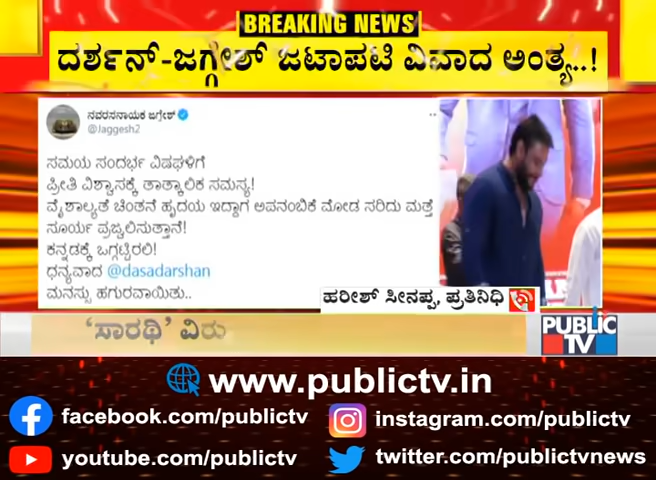 BREAKING NEWS
ದರ್ಶನ್-ಜಗ್ಗೇಶ್ ಜಟಾಪಟಿ ವಿವಾದ ಅಂತ್ಯ..!
ನವರಸನಾಯಕ ಜಗ್ಗೇಶ್
@Jaggesh2
ಸಮಯ ಸಂದರ್ಭ ವಿಷಘಳಿಗೆ
ಪ್ರೀತಿ ವಿಶ್ವಾಸಕ್ಕೆ ತಾತ್ಕಾಲಿಕ ಸಮಸ್ಯ!
ವೈಶಾಲ್ಯತೆ ಚಿಂತನೆ ಹೃದಯ ಇದ್ದಾಗ ಅಪನಂಬಿಕೆ ಮೋಡ ಸರಿದು ಮತ್ತೆ
ಸೂರ್ಯ ಪ್ರಜ್ವಲಿಸುತ್ತಾನೆ!
ಕನ್ನಡಕ್ಕೆ ಒಗ್ಗಟ್ಟಿರಲಿ!
ಧನ್ಯವಾದ @dasadarshan
ಮನಸ್ಸು ಹಗುರವಾಯಿತು..
ಹರೀಶ್ ಸೀನಪ್ಪ, ಪ್ರತಿನಿಧಿ
‘ಸಾರಥಿ’ ವಿರು
PUBLIC
TV
www.publictv.in
facebook.com/publictv
instagram.com/publictv
youtube.com/publictv
twitter.com/publictvnews